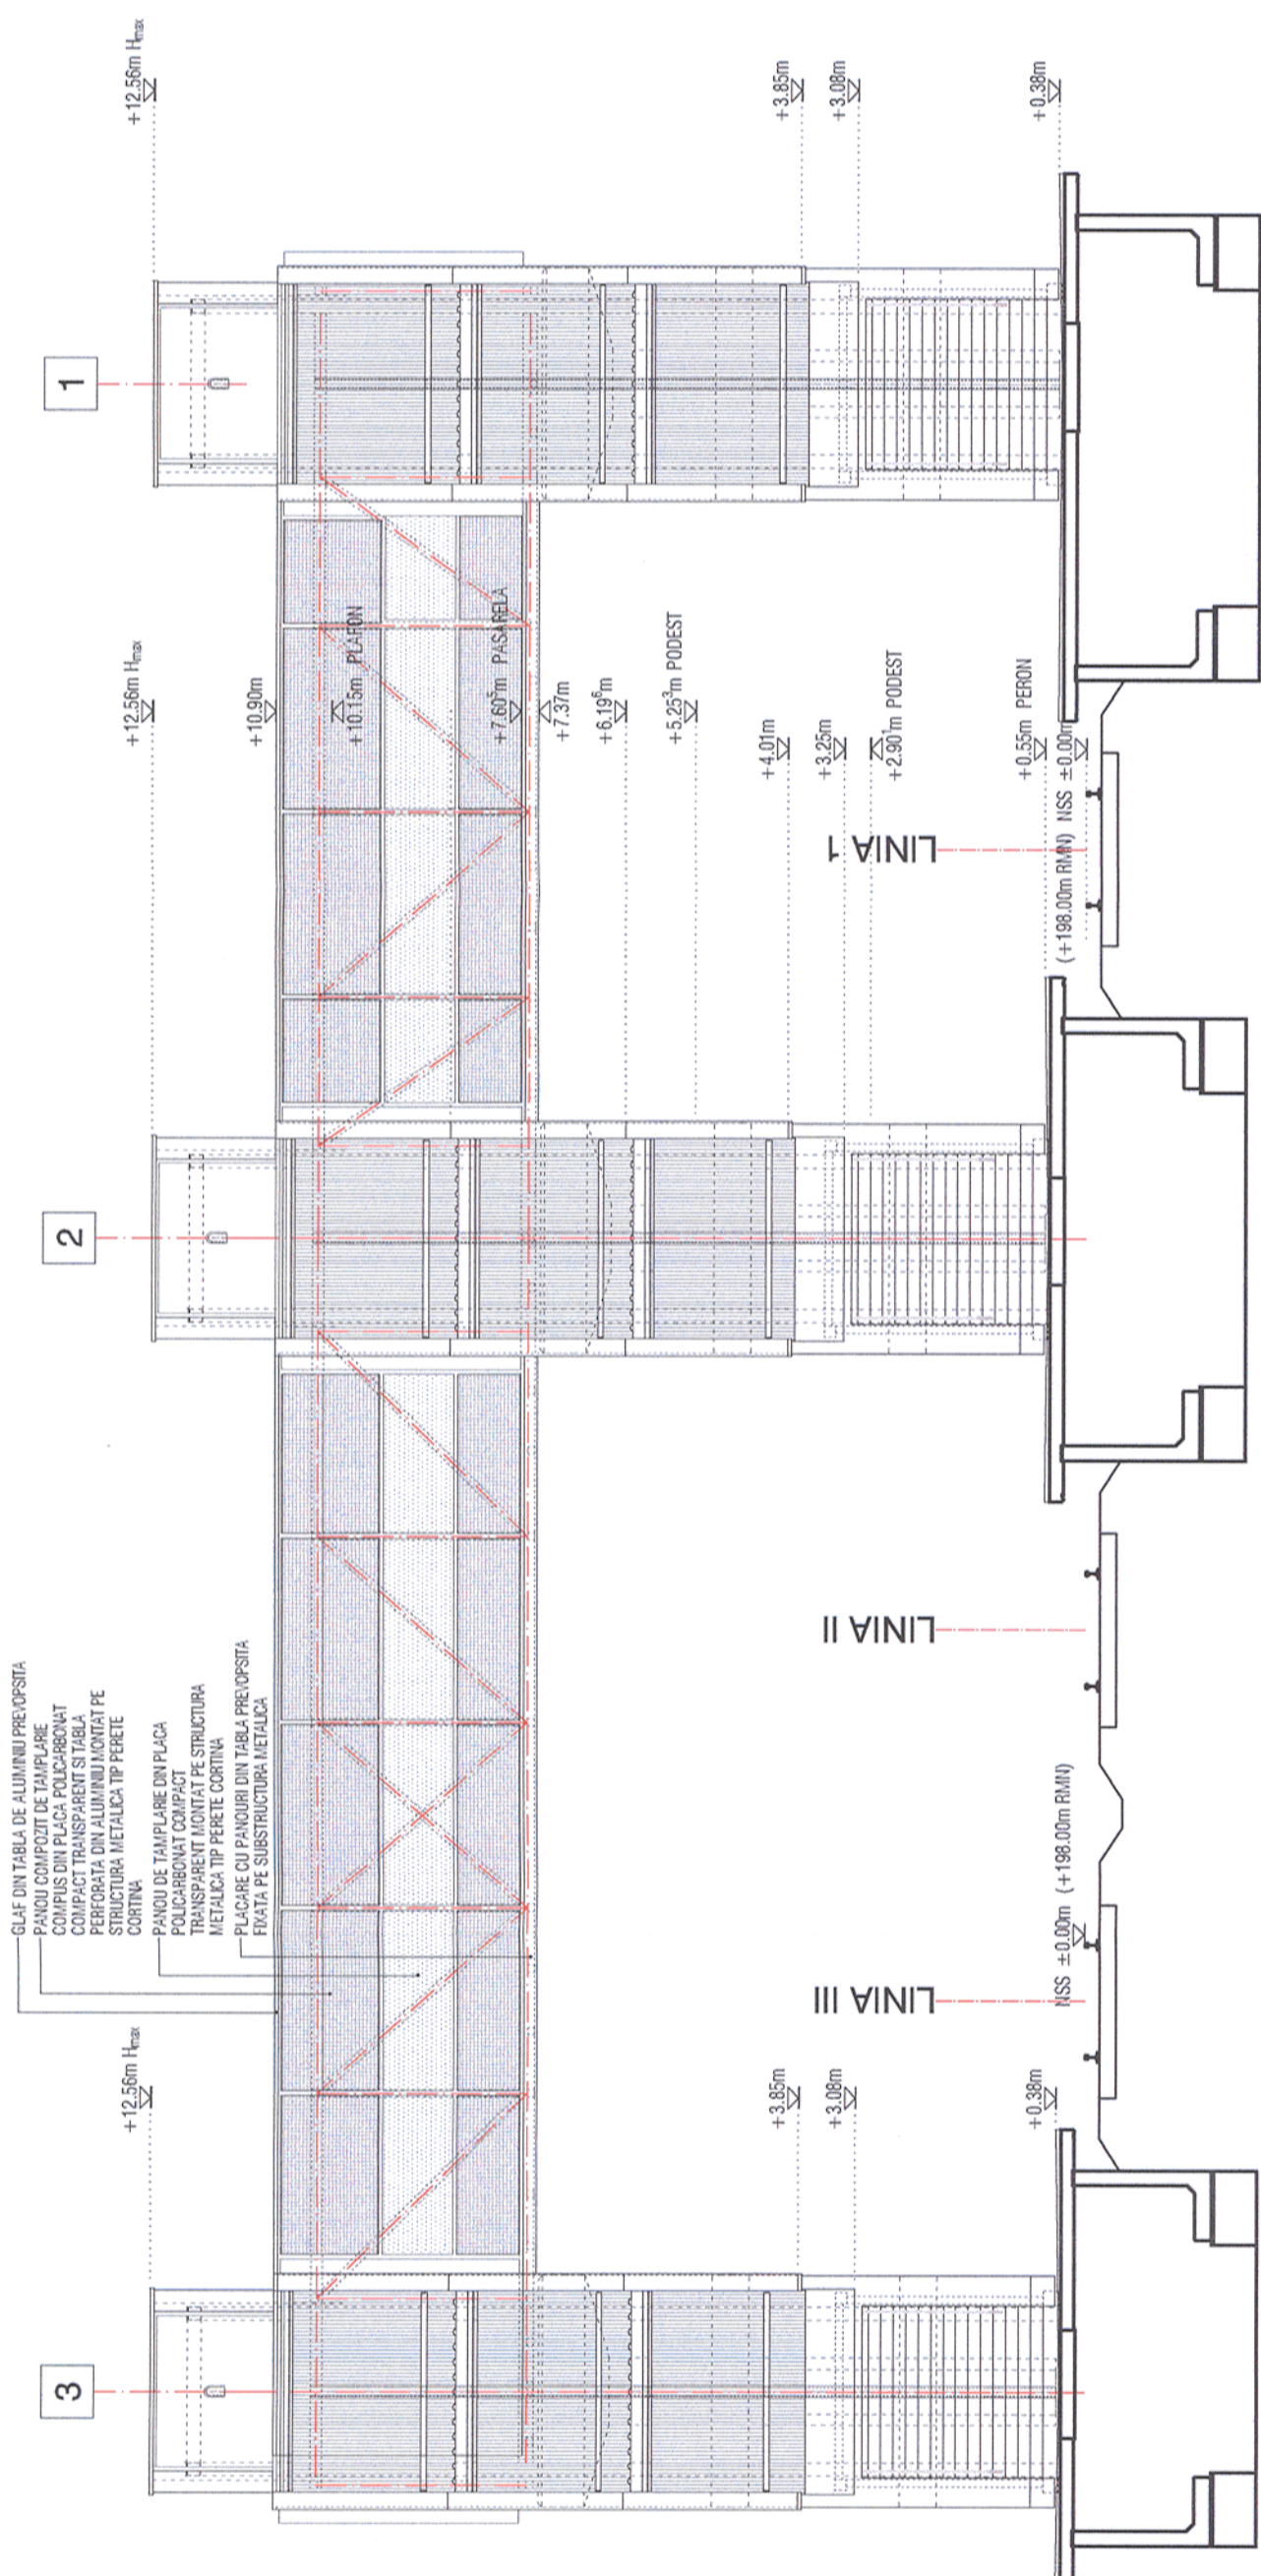 GLAF DIN TABLA DE ALUMINIU PREVOPSITA
PANOU COMPOZIT DE TAMPLARIE
COMPUS DIN PLACA POLICARBONAT
COMPACT TRANSPARENT SI TABLA
PERFORATA DIN ALUMINIU MONTAT PE
STRUCTURA METALICA TIP PERETE
CORTINA
PANOU DE TAMPLARIE DIN PLACA
POLICARBONAT COMPACT
TRANSPARENT MONTAT PE STRUCTURA
METALICA TIP PERETE CORTINA
PLACARE CU PANOURI DIN TABLA PREVOPSITA
FIXATA PE SUBSTRUCTURA METALICA
3
2
1
+12.56m Hmax
+3.85m
+3.08m
+0.38m
LINIA III
NSS ±0.00m (+198.00m RMN)
LINIA II
+12.56m Hmax
+10.90m
+10.15m PLAFON
+7.60⁵m PASARELA
+7.37m
+6.19⁶m
+5.25³m PODEST
+4.01m
+3.25m
+2.90¹m PODEST
+0.55m PERON
(+198.00m RMN) NSS ±0.00m
LINIA 1
+12.56m Hmax
+3.85m
+3.08m
+0.38m